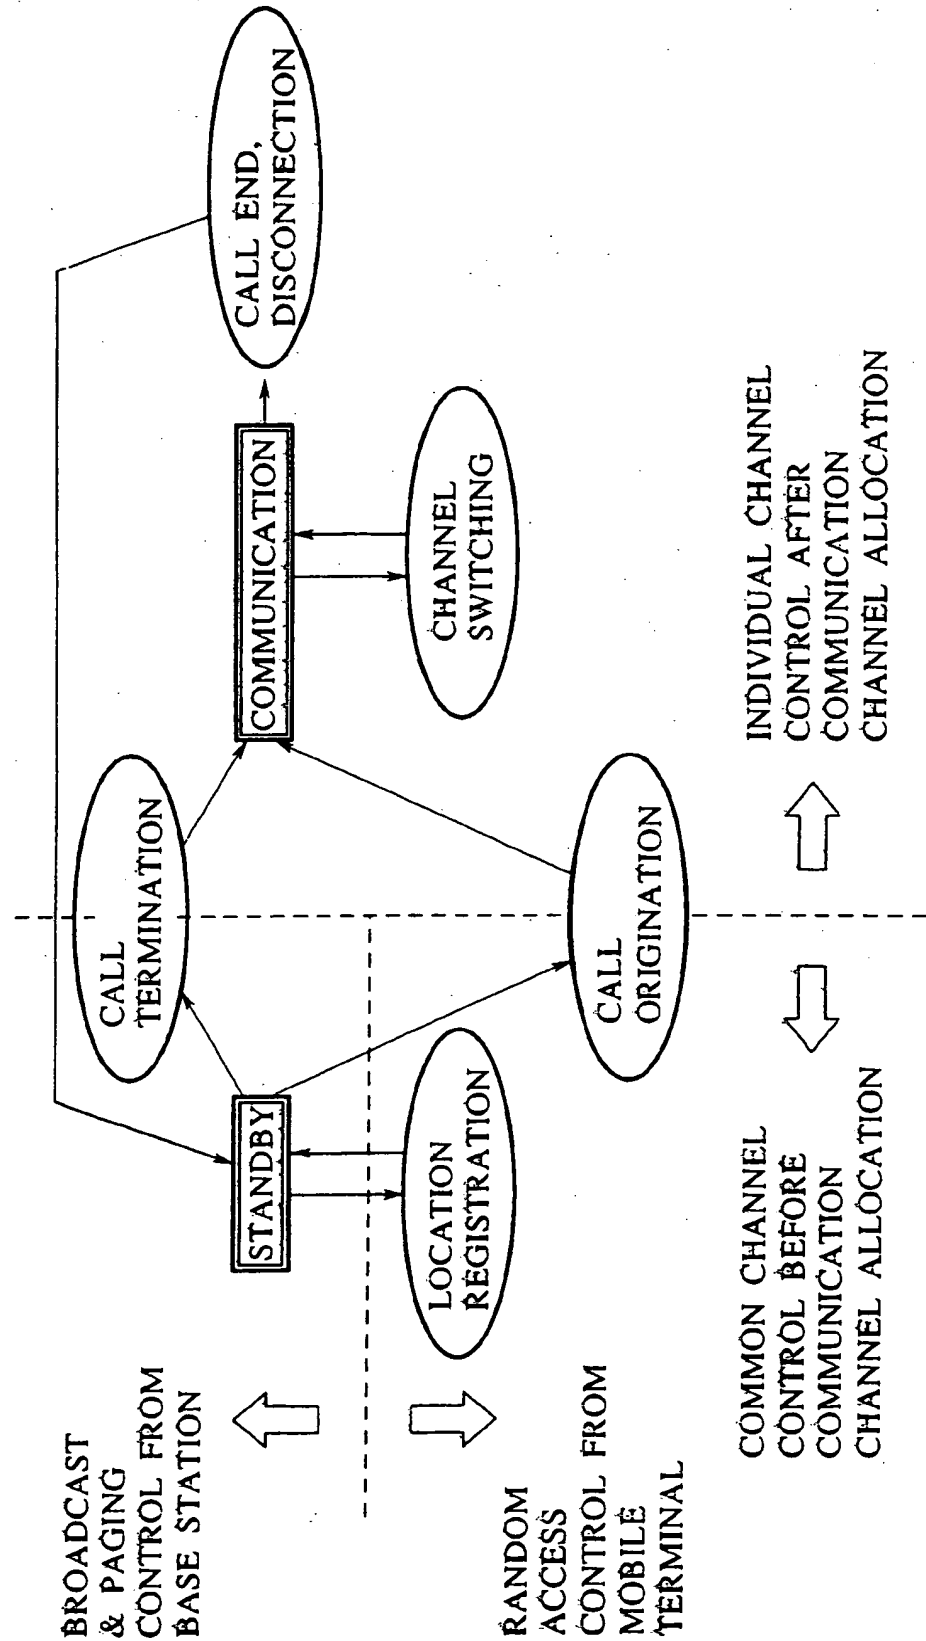 BROADCAST
& PAGING
CONTROL FROM
BASE STATION
RANDOM
ACCESS
CONTROL FROM
MOBILE
TERMINAL
STANDBY
LOCATION
REGISTRATION
CALL
TERMINATION
CALL
ORIGINATION
COMMUNICATION
CHANNEL
SWITCHING
CALL END,
DISCONNECTION
COMMON CHANNEL
CONTROL BEFORE
COMMUNICATION
CHANNEL ALLOCATION
INDIVIDUAL CHANNEL
CONTROL AFTER
COMMUNICATION
CHANNEL ALLOCATION